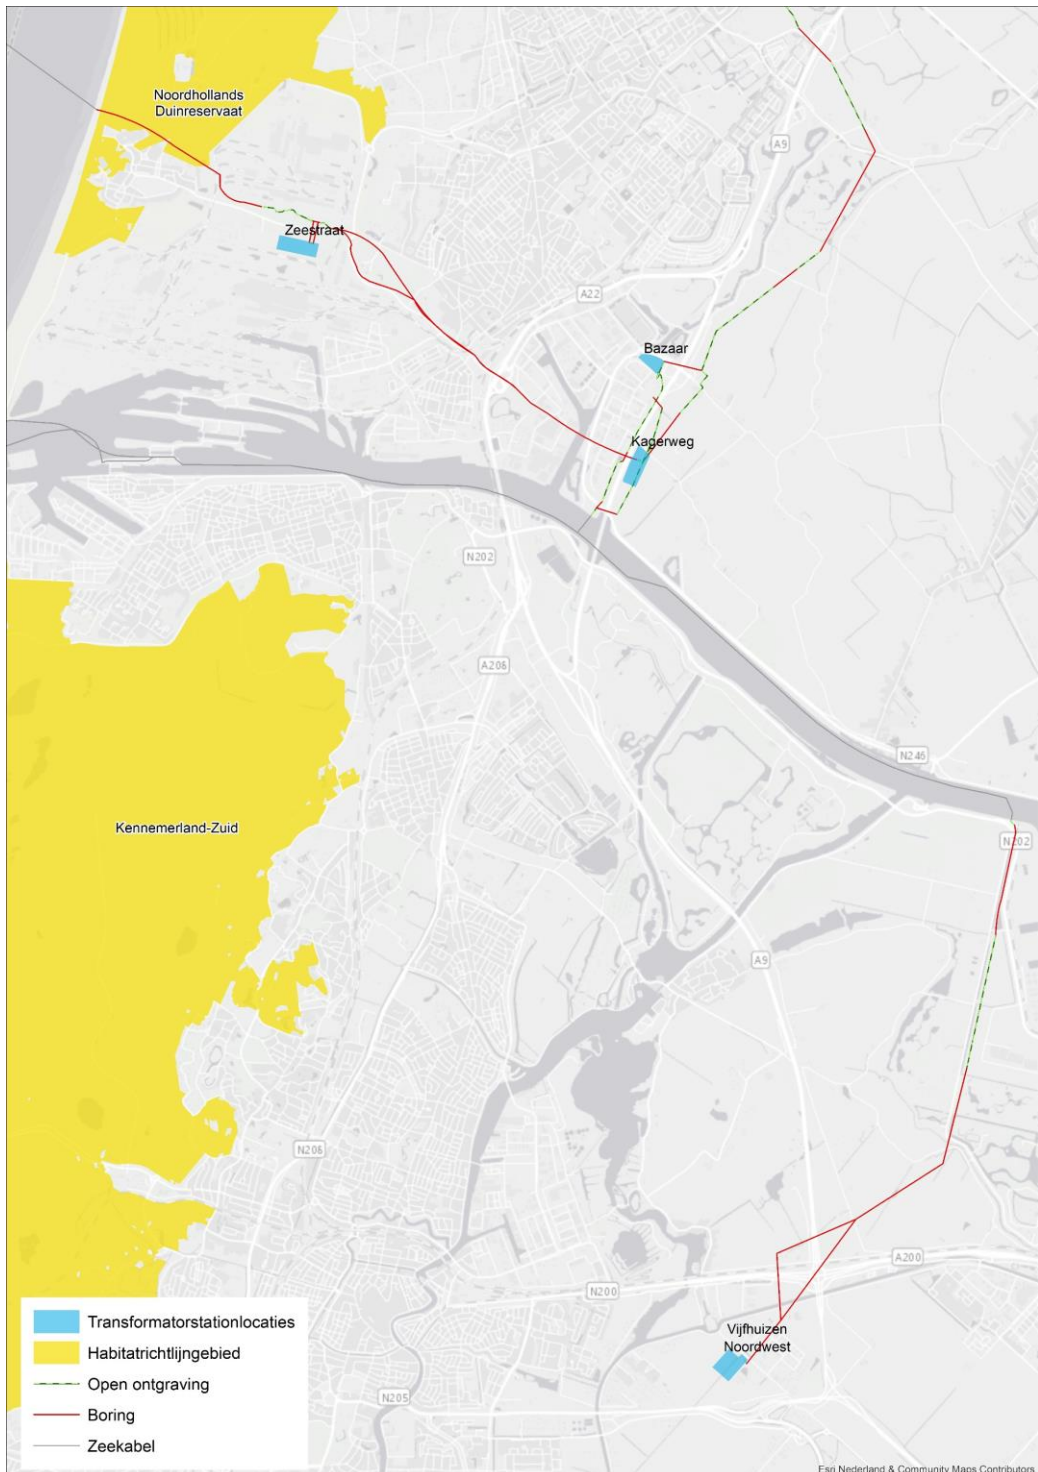 Noordhollands
Duinreservaat
A9
Zeestraat
A22
Bazaar
Kagerweg
N202
A208
N246
Kennemerland-Zuid
N202
A9
N208
A200
N200
Vijfhuizen
Noordwest
N205
Transformatorstationlocaties
Habitatrichtlijngebied
Open ontgraving
Boring
Zeekabel
Esri Nederland & Community Maps Contributors